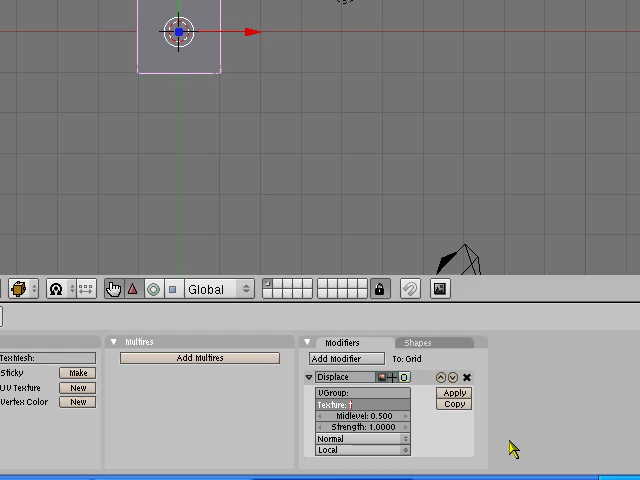 Global
Multires
Modifiers
Shapes
TexMesh:
Add Multires
Add Modifier
To: Grid
Sticky
Make
Displace
UV Texture
New
VGroup:
Apply
Vertex Color
New
Texture: t
Copy
Midlevel: 0.500
Strength: 1.0000
Normal
Local